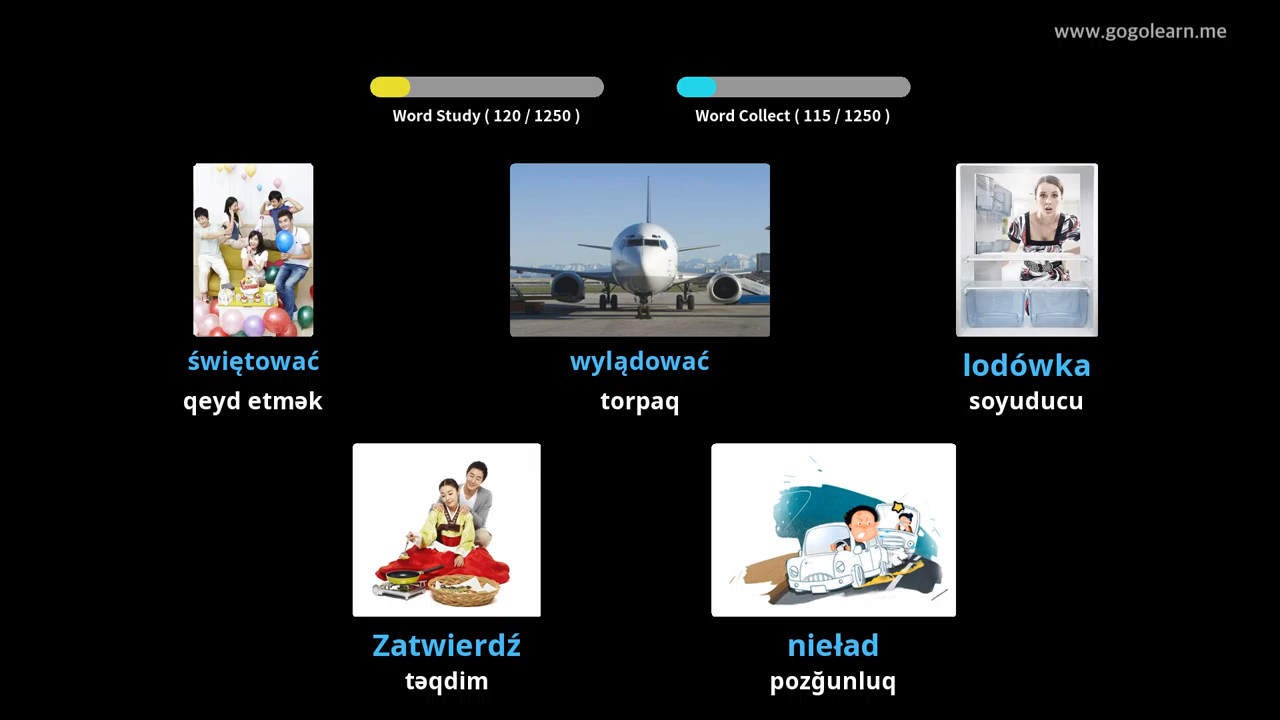 www.gogolearn.me
Word Study ( 120 / 1250 )
Word Collect ( 115 / 1250 )
świętować
wylądować
lodówka
qeyd etmək
torpaq
soyuducu
Zatwierdź
nieład
təqdim
pozğunluq